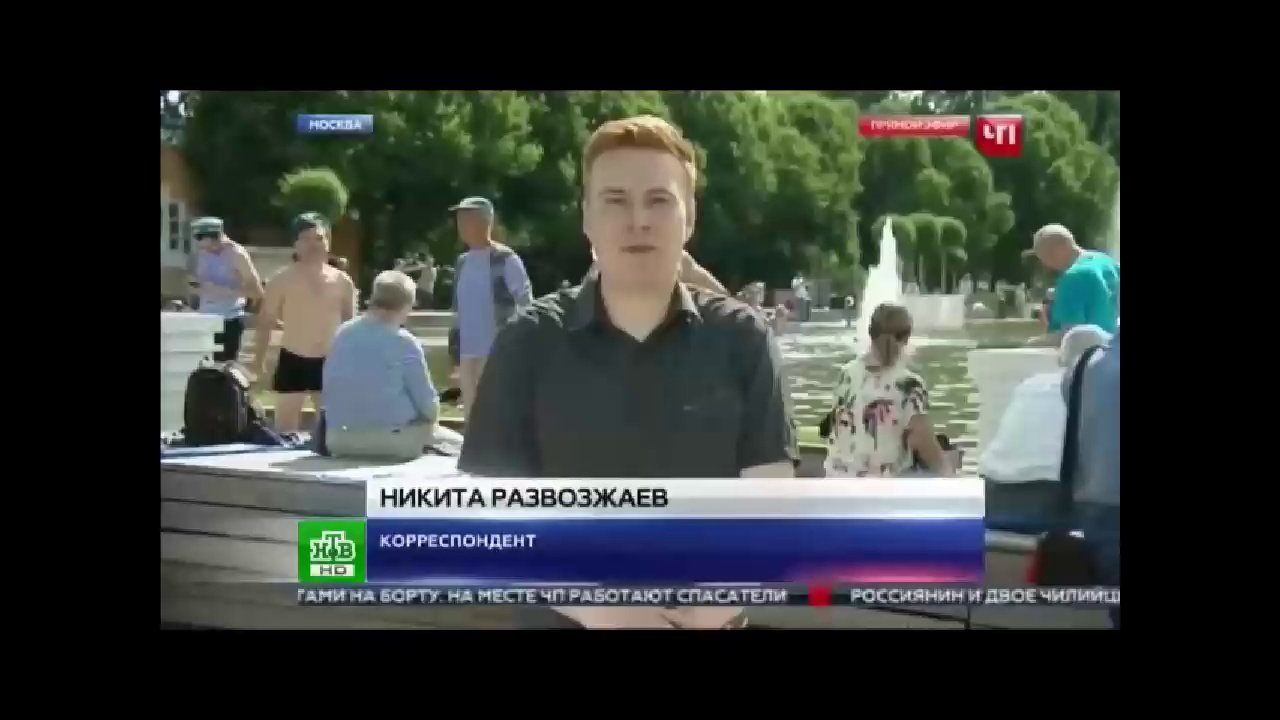 МОСКВА
ПРЯМОЙ ЭФИР
ЧП
НИКИТА РАЗВОЗЖАЕВ
КОРРЕСПОНДЕНТ
НТВ
HD
ТАМИ НА БОРТУ. НА МЕСТЕ ЧП РАБОТАЮТ СПАСАТЕЛИ
РОССИЯНИН И ДВОЕ ЧИЛИЙЦ